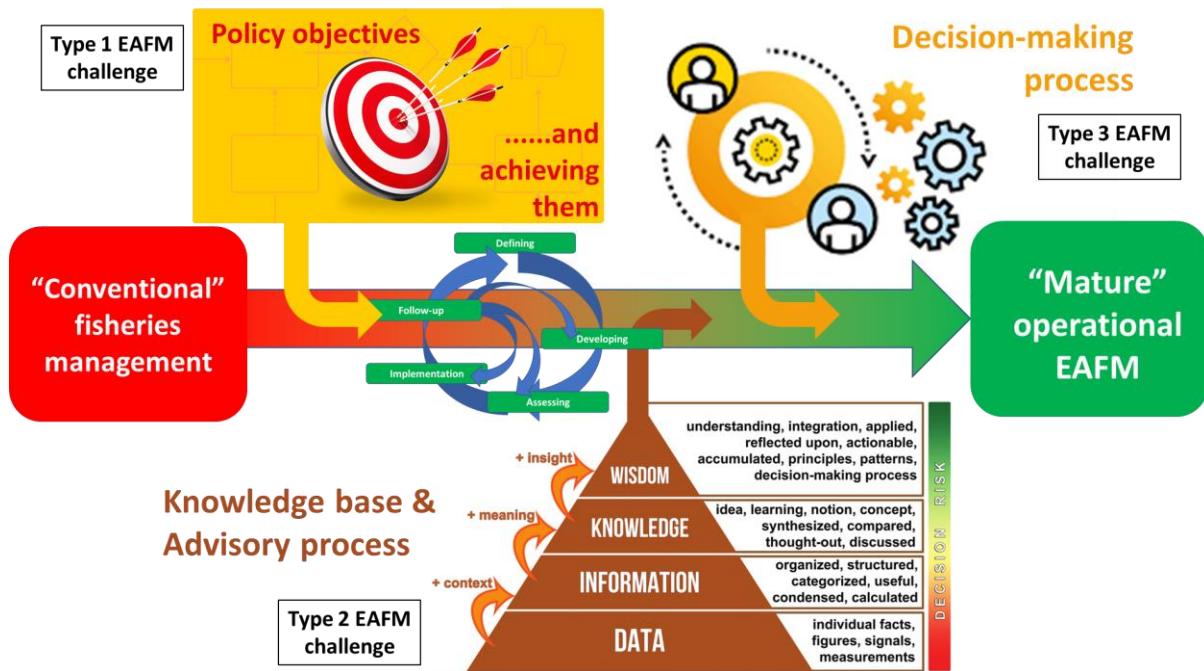 Type 1 EAFM
challenge
Policy objectives
......and
achieving
them
Decision-making
process
Type 3 EAFM
challenge
“Conventional”
fisheries
management
Defining
Follow-up
Developing
Implementation
Assessing
“Mature”
operational
EAFM
Knowledge base &
Advisory process
Type 2 EAFM
challenge
+ insight
+ meaning
+ context
WISDOM
understanding, integration, applied,
reflected upon, actionable,
accumulated, principles, patterns,
decision-making process
KNOWLEDGE
idea, learning, notion, concept,
synthesized, compared,
thought-out, discussed
INFORMATION
organized, structured,
categorized, useful,
condensed, calculated
DATA
individual facts,
figures, signals,
measurements
DECISION RISK